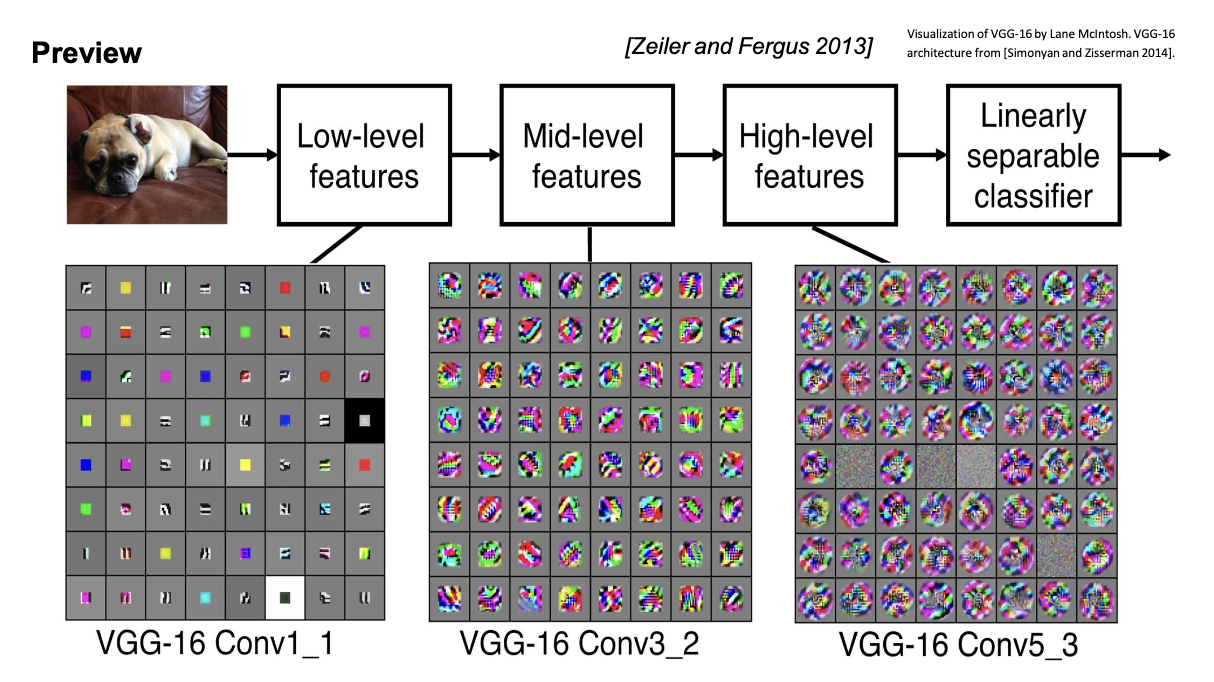 Preview
[Zeiler and Fergus 2013]
Visualization of VGG-16 by Lane McIntosh. VGG-16
architecture from [Simonyan and Zisserman 2014].
Low-level
features
Mid-level
features
High-level
features
Linearly
separable
classifier
VGG-16 Conv1_1
VGG-16 Conv3_2
VGG-16 Conv5_3